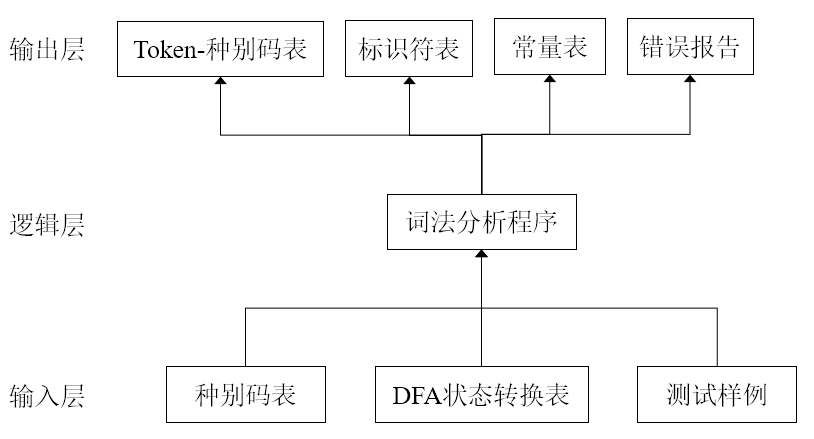 输出层
Token-种别码表
标识符表
常量表
错误报告
逻辑层
词法分析程序
输入层
种别码表
DFA状态转换表
测试样例